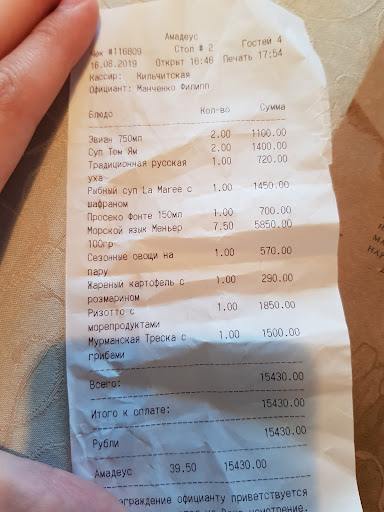 Амадеус
Чек #116809 Стол # 2 Гостей 4
16.08.2019 Открыт 16:46 Печать 17:54
Кассир: Кильчитская
Официант: Манченко Филипп
Блюдо Кол-во Сумма
Эвиан 750мл 2.00 1100.00
Суп Том Ям 2.00 1400.00
Традиционная русская 1.00 720.00
уха
Рыбный суп La Maree с 1.00 1450.00
шафраном
Просеко Фонте 150мл 1.00 700.00
Морской язык Меньер 7.50 5850.00
100гр
Сезонные овощи на 1.00 570.00
пару
Жареный картофель с 1.00 290.00
розмарином
Ризотто с 1.00 1850.00
морепродуктами
Мурманская Треска с 1.00 1500.00
грибами
Всего: 15430.00
Итого к оплате: 15430.00
Рубли 15430.00
Амадеус 39.50 15430.00
официанту приветствуется